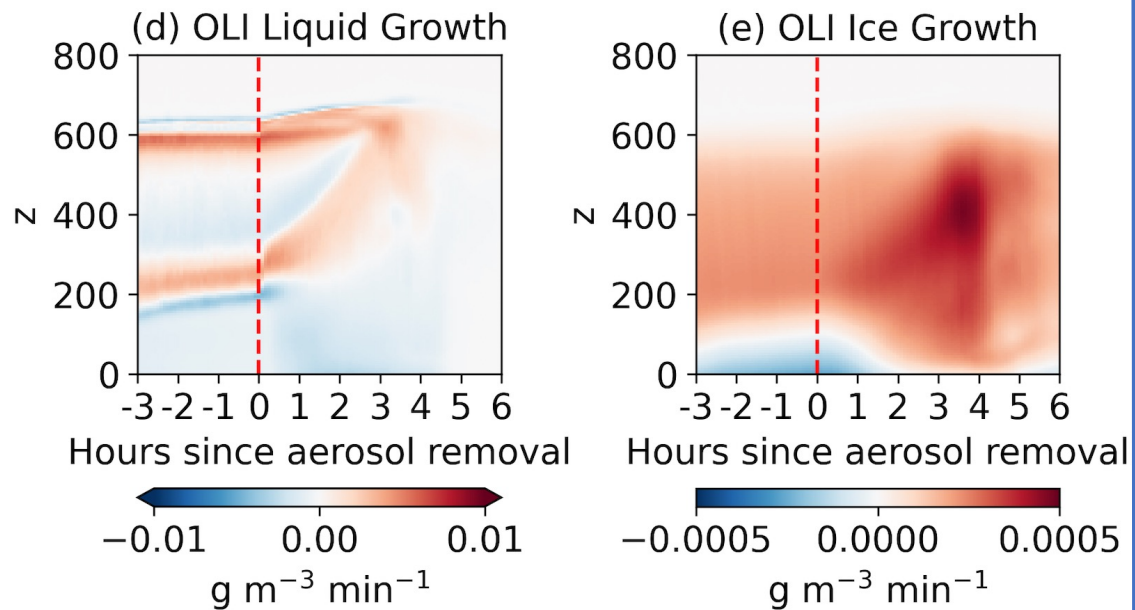 (d) OLI Liquid Growth
800
600
400
200
0
z
-3 -2 -1 0 1 2 3 4 5 6
Hours since aerosol removal
−0.01 0.00 0.01
g m⁻³ min⁻¹
(e) OLI Ice Growth
800
600
400
200
0
z
-3 -2 -1 0 1 2 3 4 5 6
Hours since aerosol removal
−0.0005 0.0000 0.0005
g m⁻³ min⁻¹